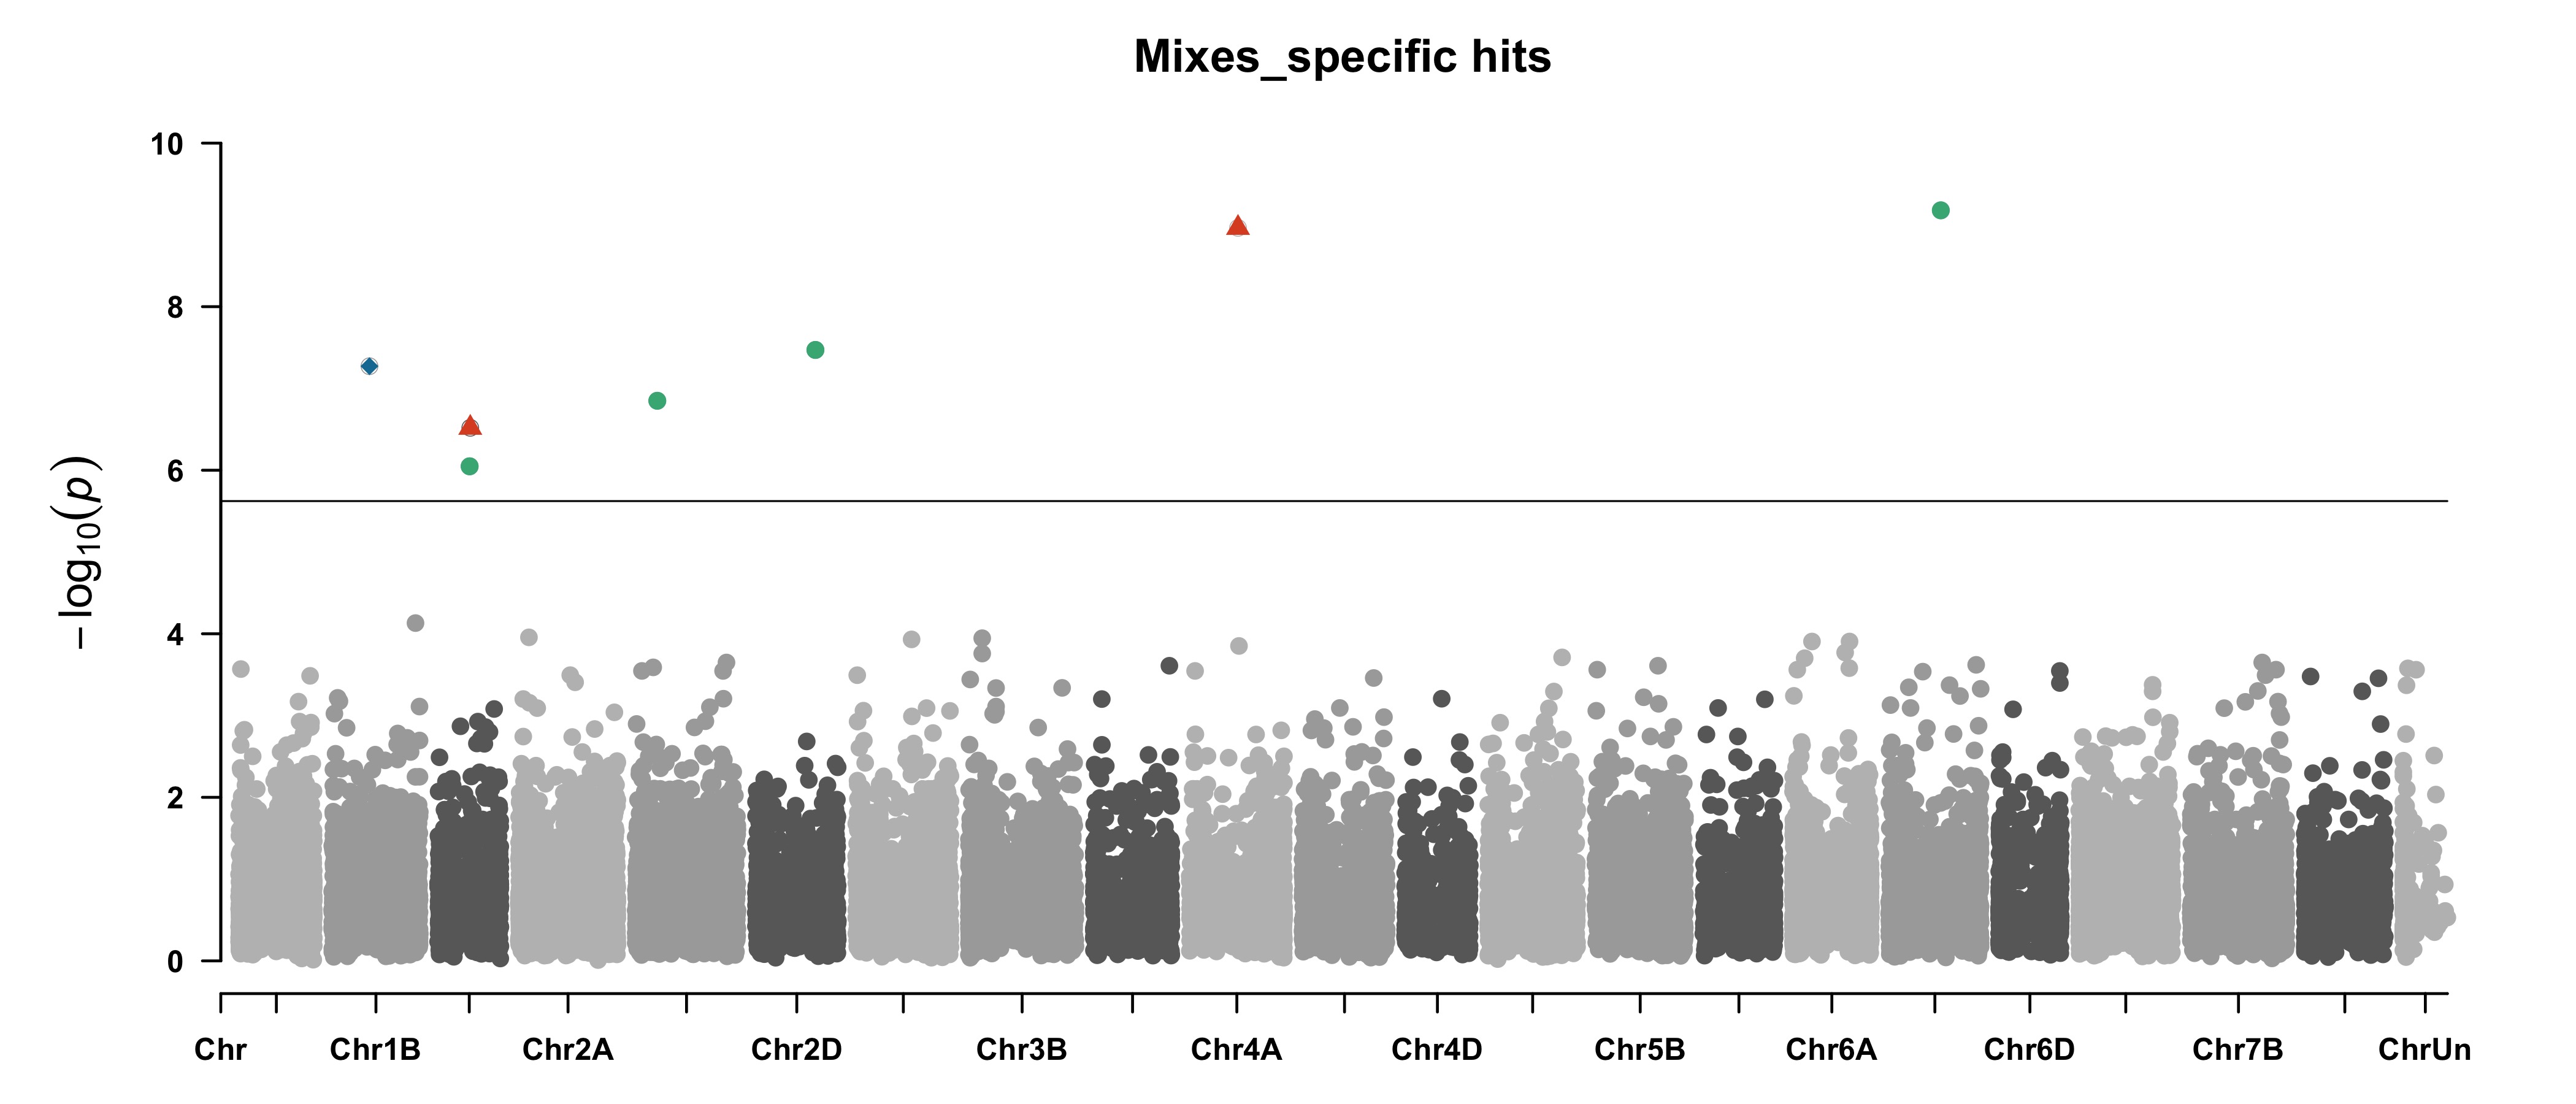 Mixes_specific hits
10
8
6
4
2
0
−log10(p)
Chr Chr1B Chr2A Chr2D Chr3B Chr4A Chr4D Chr5B Chr6A Chr6D Chr7B ChrUn